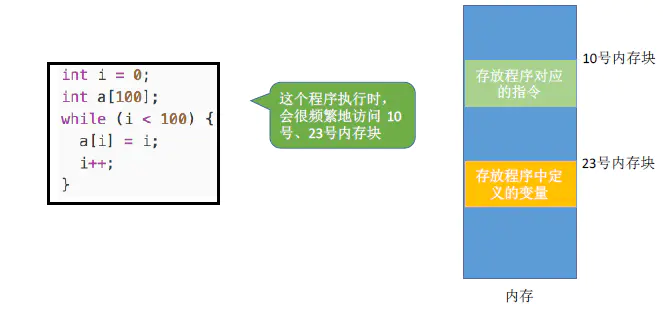 int i = 0;
int a[100];
while (i < 100) {
a[i] = i;
i++;
}
这个程序执行时，
会很频繁地访问 10
号、23号内存块
10号内存块
存放程序对应
的指令
23号内存块
存放程序中定
义的变量
内存